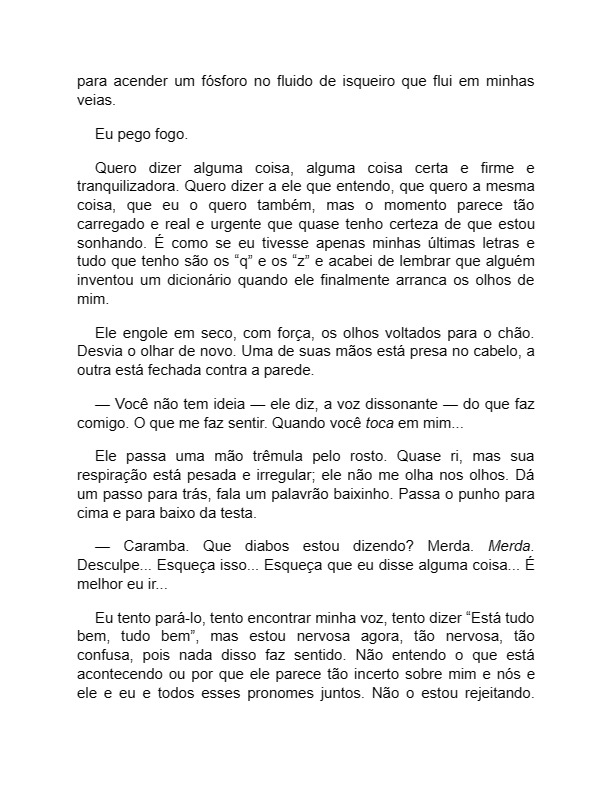 para acender um fósforo no fluido de isqueiro que flui em minhas
veias.
Eu pego fogo.
Quero dizer alguma coisa, alguma coisa certa e firme e
tranquilizadora. Quero dizer a ele que entendo, que quero a mesma
coisa, que eu o quero também, mas o momento parece tão
carregado e real e urgente que quase tenho certeza de que estou
sonhando. É como se eu tivesse apenas minhas últimas letras e
tudo que tenho são os “q” e os “z” e acabei de lembrar que alguém
inventou um dicionário quando ele finalmente arranca os olhos de
mim.
Ele engole em seco, com força, os olhos voltados para o chão.
Desvia o olhar de novo. Uma de suas mãos está presa no cabelo, a
outra está fechada contra a parede.
— Você não tem ideia — ele diz, a voz dissonante — do que faz
comigo. O que me faz sentir. Quando você toca em mim...
Ele passa uma mão trêmula pelo rosto. Quase ri, mas sua
respiração está pesada e irregular; ele não me olha nos olhos. Dá
um passo para trás, fala um palavrão baixinho. Passa o punho para
cima e para baixo da testa.
— Caramba. Que diabos estou dizendo? Merda. Merda.
Desculpe... Esqueça isso... Esqueça que eu disse alguma coisa... É
melhor eu ir...
Eu tento pará-lo, tento encontrar minha voz, tento dizer “Está tudo
bem, tudo bem”, mas estou nervosa agora, tão nervosa, tão
confusa, pois nada disso faz sentido. Não entendo o que está
acontecendo ou por que ele parece tão incerto sobre mim e nós e
ele e eu e todos esses pronomes juntos. Não o estou rejeitando.